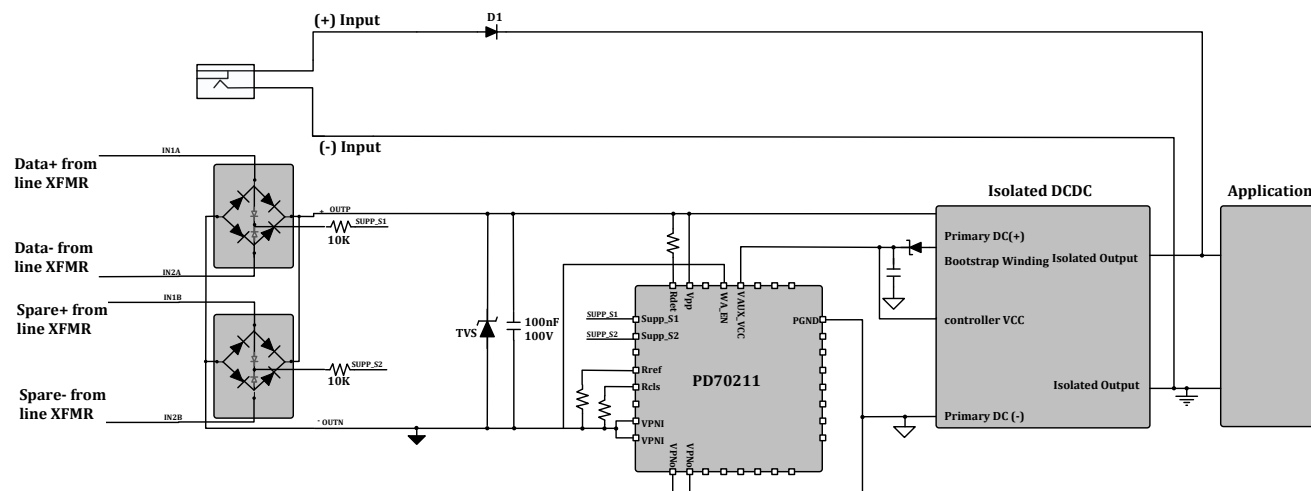 D1
(+) Input
(-) Input
IN1A
Data+ from
line XFMR
Data- from
line XFMR
IN2A
+ OUTP
SUPP_S1
10K
Spare+ from
line XFMR
IN1B
Spare- from
line XFMR
IN2B
SUPP_S2
10K
- OUTN
TVS
100nF
100V
Rdet
Vpp
WA_EN
VAUX_VCC
SUPP_S1
Supp_S1
SUPP_S2
Supp_S2
PGND
Rref
Rcls
PD70211
VPNI
VPNI
VPNo
VPNo
Isolated DCDC
Primary DC(+)
Bootstrap Winding
Isolated Output
controller VCC
Isolated Output
Primary DC (-)
Application